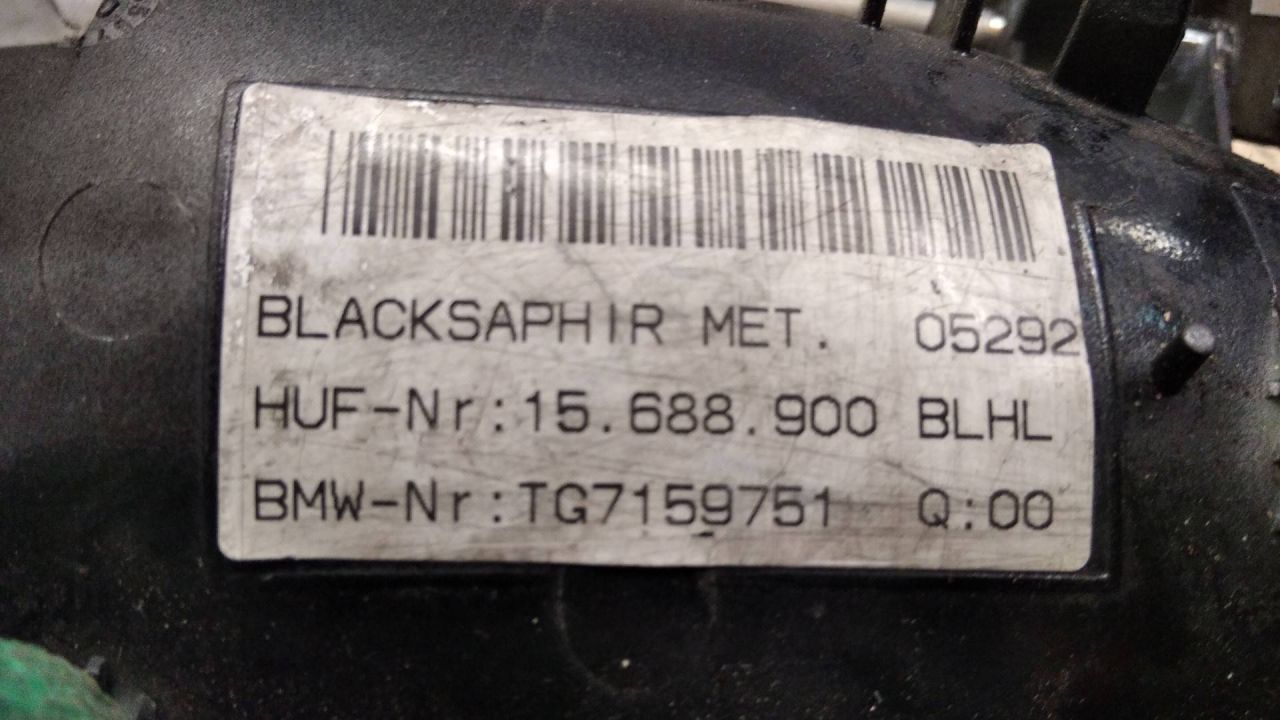 BLACKSAPHIR MET. 05292
HUF-Nr:15.688.900 BLHL
BMW-Nr:TG7159751 Q:00